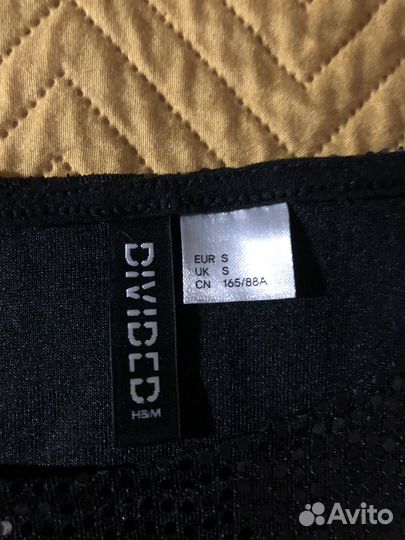 DIVIDED
H&M
EUR S
UK S
CN 165/88A
Avito